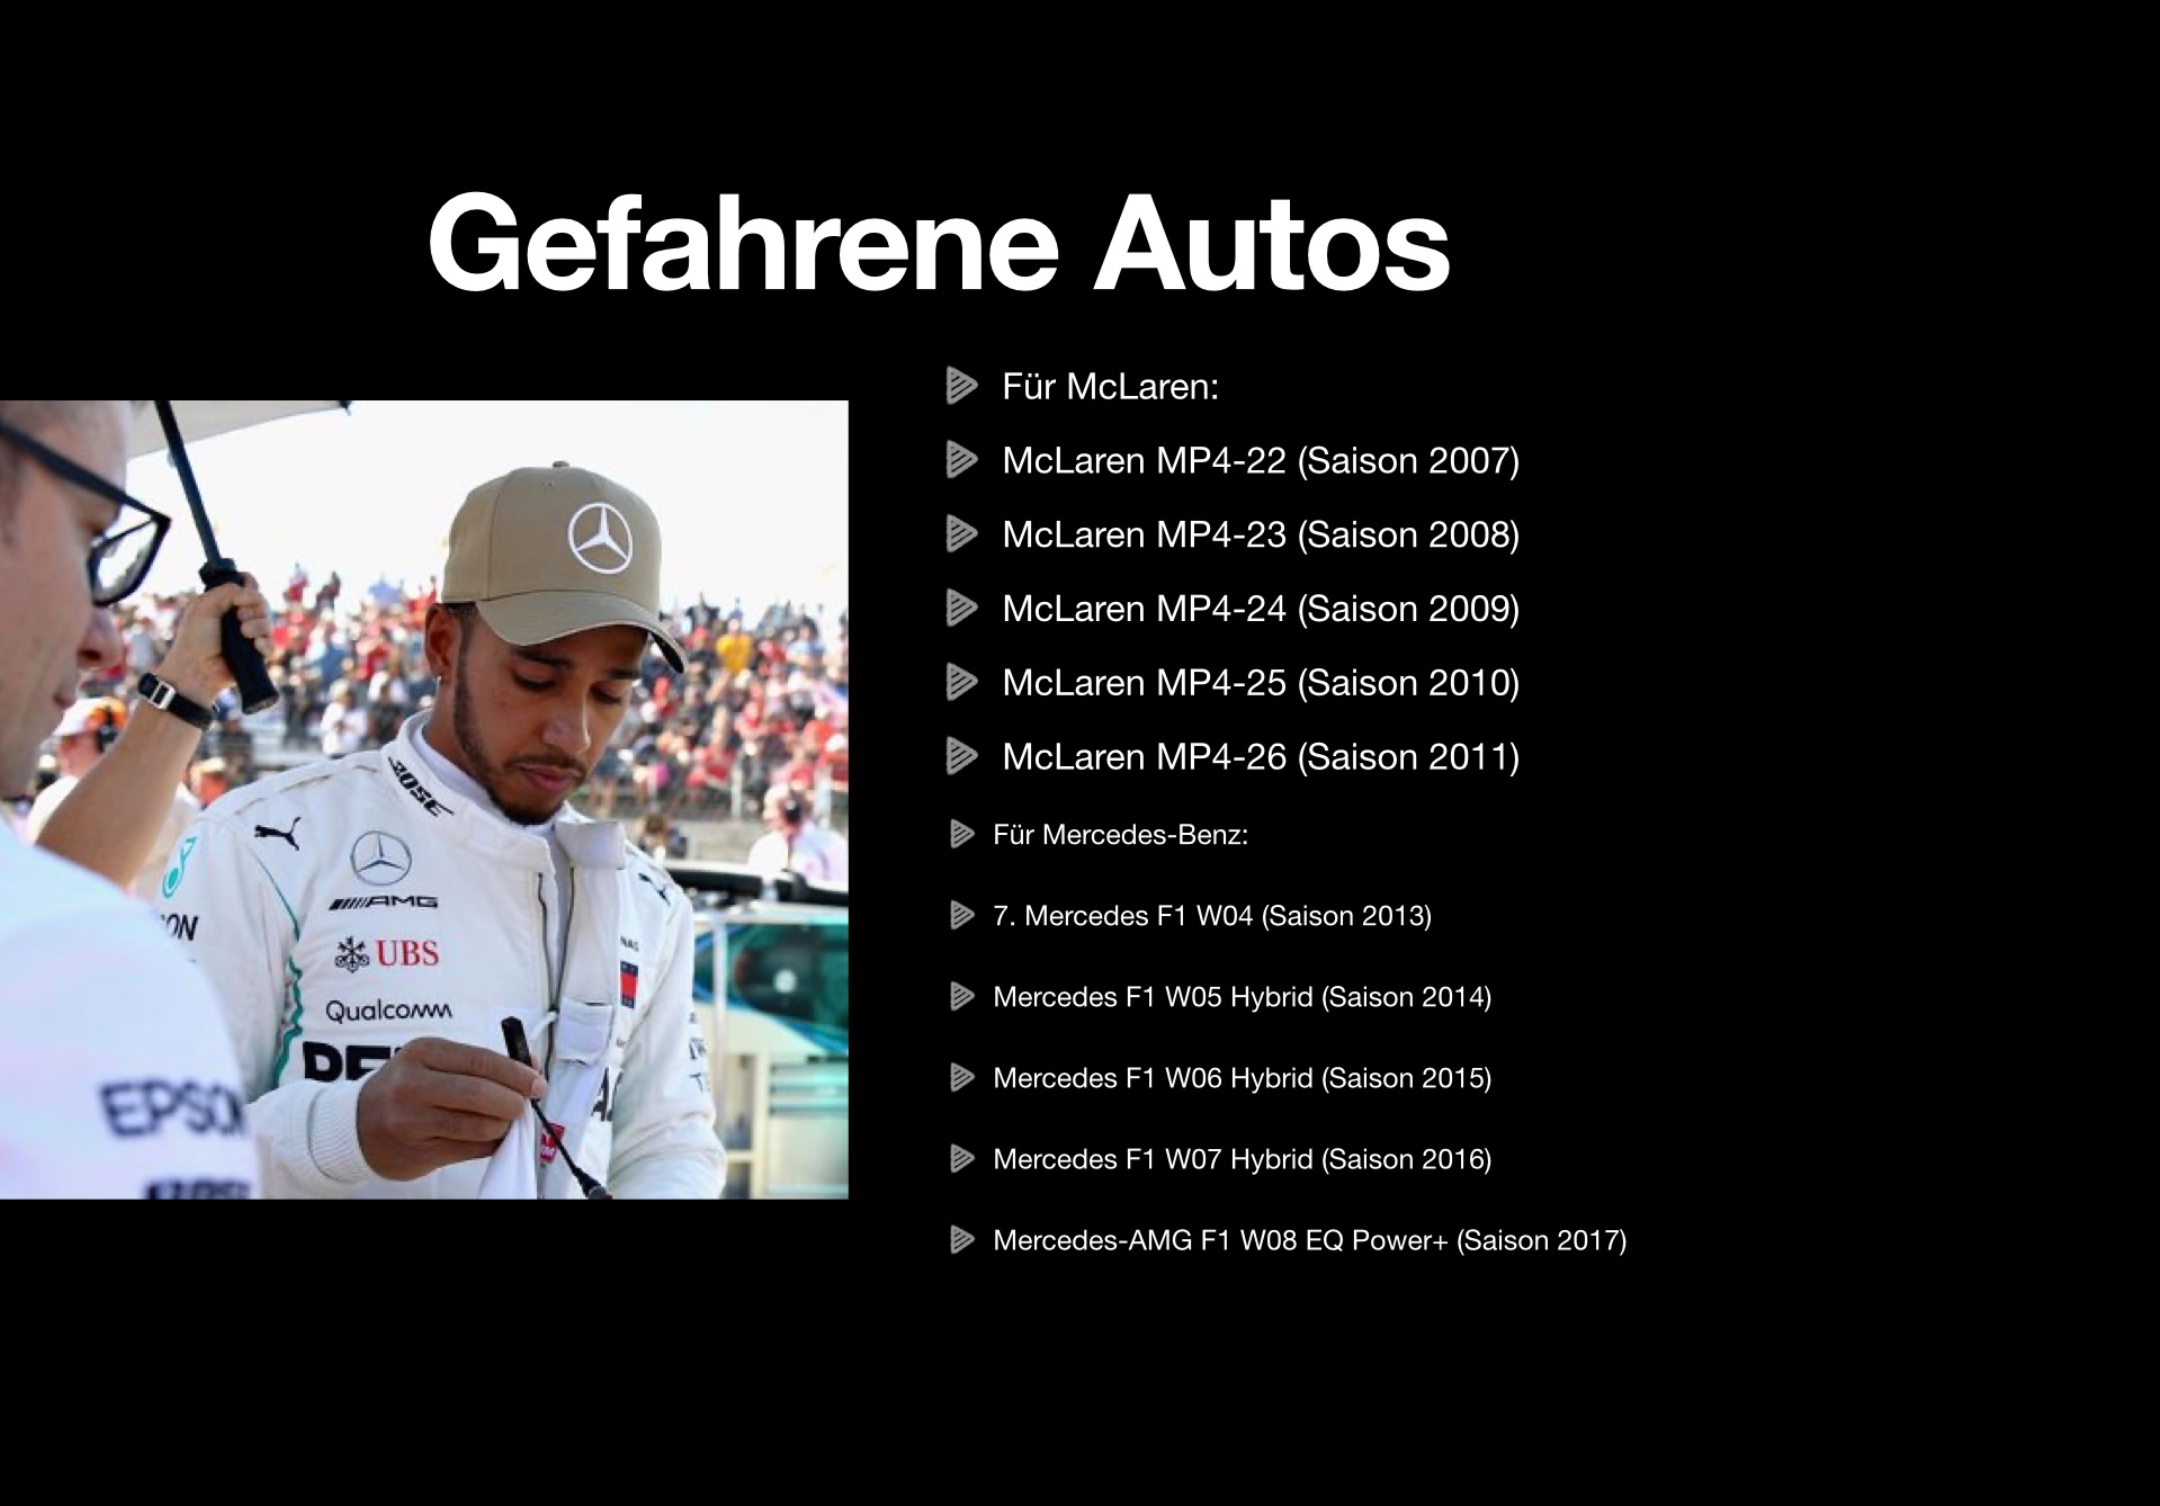 Gefahrene Autos
Für McLaren:
McLaren MP4-22 (Saison 2007)
McLaren MP4-23 (Saison 2008)
McLaren MP4-24 (Saison 2009)
McLaren MP4-25 (Saison 2010)
McLaren MP4-26 (Saison 2011)
Für Mercedes-Benz:
7. Mercedes F1 W04 (Saison 2013)
Mercedes F1 W05 Hybrid (Saison 2014)
Mercedes F1 W06 Hybrid (Saison 2015)
Mercedes F1 W07 Hybrid (Saison 2016)
Mercedes-AMG F1 W08 EQ Power+ (Saison 2017)
BOSE
AMG
UBS
Qualcomm